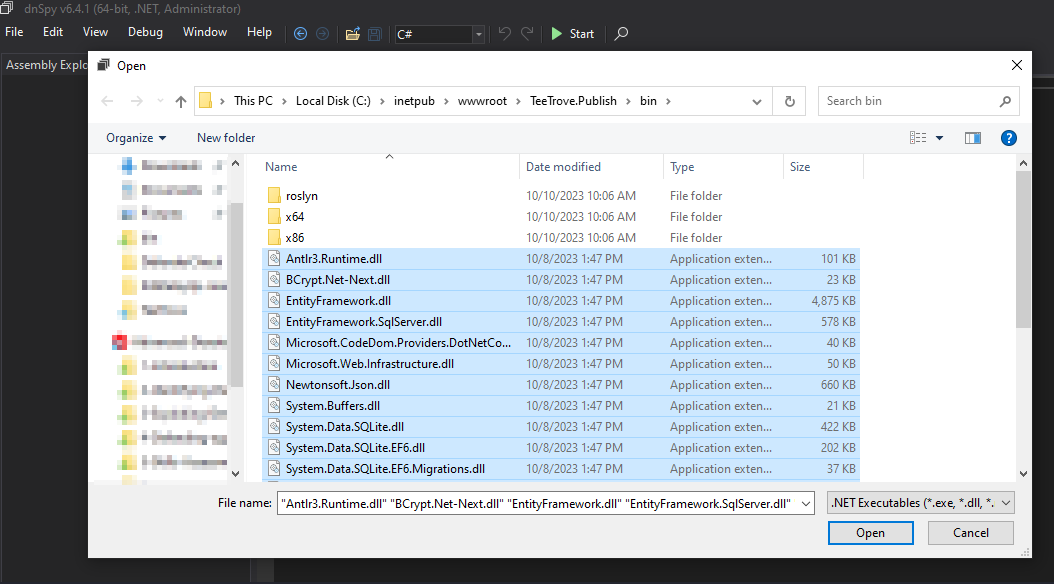 dnSpy v6.4.1 (64-bit, .NET, Administrator)
File Edit View Debug Window Help C# Start
Assembly Explo
Open
This PC Local Disk (C:) inetpub wwwroot TeeTrove.Publish bin
Search bin
Organize New folder
Name Date modified Type Size
roslyn 10/10/2023 10:06 AM File folder
x64 10/10/2023 10:06 AM File folder
x86 10/10/2023 10:06 AM File folder
Antlr3.Runtime.dll 10/8/2023 1:47 PM Application exten... 101 KB
BCrypt.Net-Next.dll 10/8/2023 1:47 PM Application exten... 23 KB
EntityFramework.dll 10/8/2023 1:47 PM Application exten... 4,875 KB
EntityFramework.SqlServer.dll 10/8/2023 1:47 PM Application exten... 578 KB
Microsoft.CodeDom.Providers.DotNetCo... 10/8/2023 1:47 PM Application exten... 40 KB
Microsoft.Web.Infrastructure.dll 10/8/2023 1:47 PM Application exten... 50 KB
Newtonsoft.Json.dll 10/8/2023 1:47 PM Application exten... 660 KB
System.Buffers.dll 10/8/2023 1:47 PM Application exten... 21 KB
System.Data.SQLite.dll 10/8/2023 1:47 PM Application exten... 422 KB
System.Data.SQLite.EF6.dll 10/8/2023 1:47 PM Application exten... 202 KB
System.Data.SQLite.EF6.Migrations.dll 10/8/2023 1:47 PM Application exten... 37 KB
File name: "Antlr3.Runtime.dll" "BCrypt.Net-Next.dll" "EntityFramework.dll" "EntityFramework.SqlServer.dll" .NET Executables (*.exe, *.dll, *.
Open Cancel